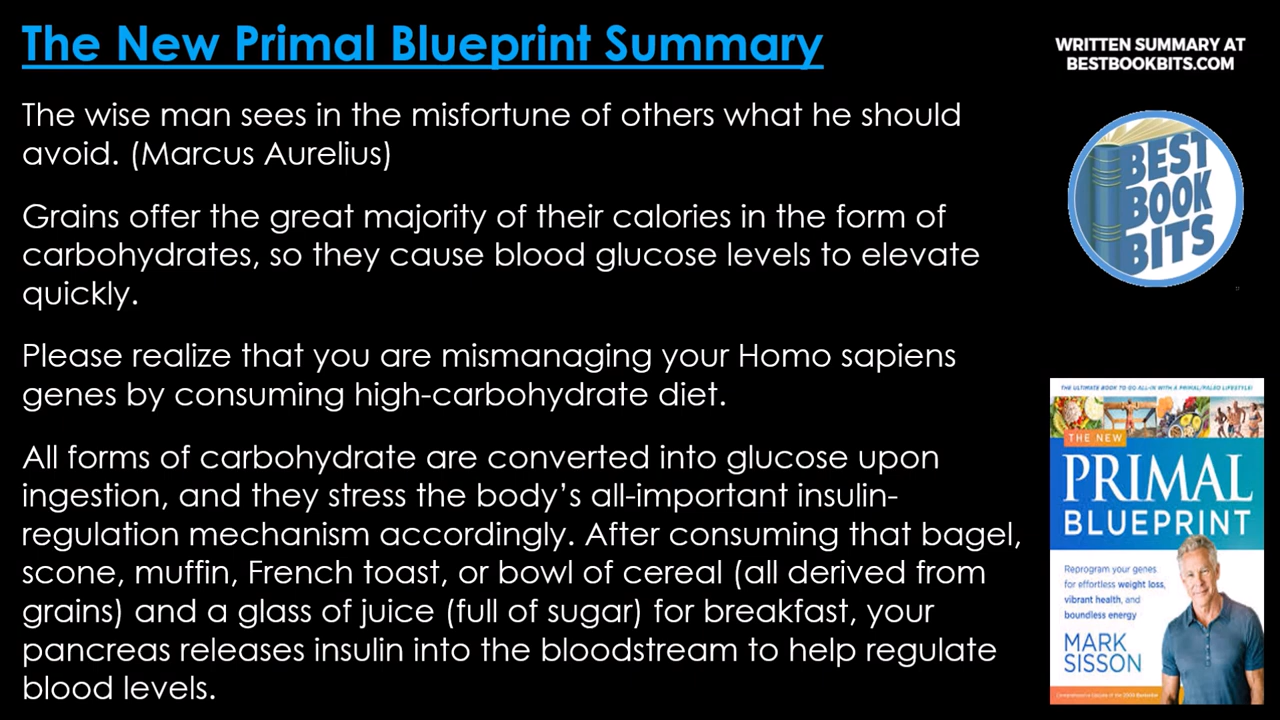 The New Primal Blueprint Summary
WRITTEN SUMMARY AT
BESTBOOKBITS.COM
The wise man sees in the misfortune of others what he should
avoid. (Marcus Aurelius)
Grains offer the great majority of their calories in the form of
carbohydrates, so they cause blood glucose levels to elevate
quickly.
Please realize that you are mismanaging your Homo sapiens
genes by consuming high-carbohydrate diet.
All forms of carbohydrate are converted into glucose upon
ingestion, and they stress the body's all-important insulin-
regulation mechanism accordingly. After consuming that bagel,
scone, muffin, French toast, or bowl of cereal (all derived from
grains) and a glass of juice (full of sugar) for breakfast, your
pancreas releases insulin into the bloodstream to help regulate
blood levels.
BEST
BOOK
BITS
THE ULTIMATE BOOK TO GO ALL-IN WITH A PRIMAL/PALEO LIFESTYLE!
THE NEW
PRIMAL
BLUEPRINT
Reprogram your genes
for effortless weight loss,
vibrant health, and
boundless energy
MARK
SISSON